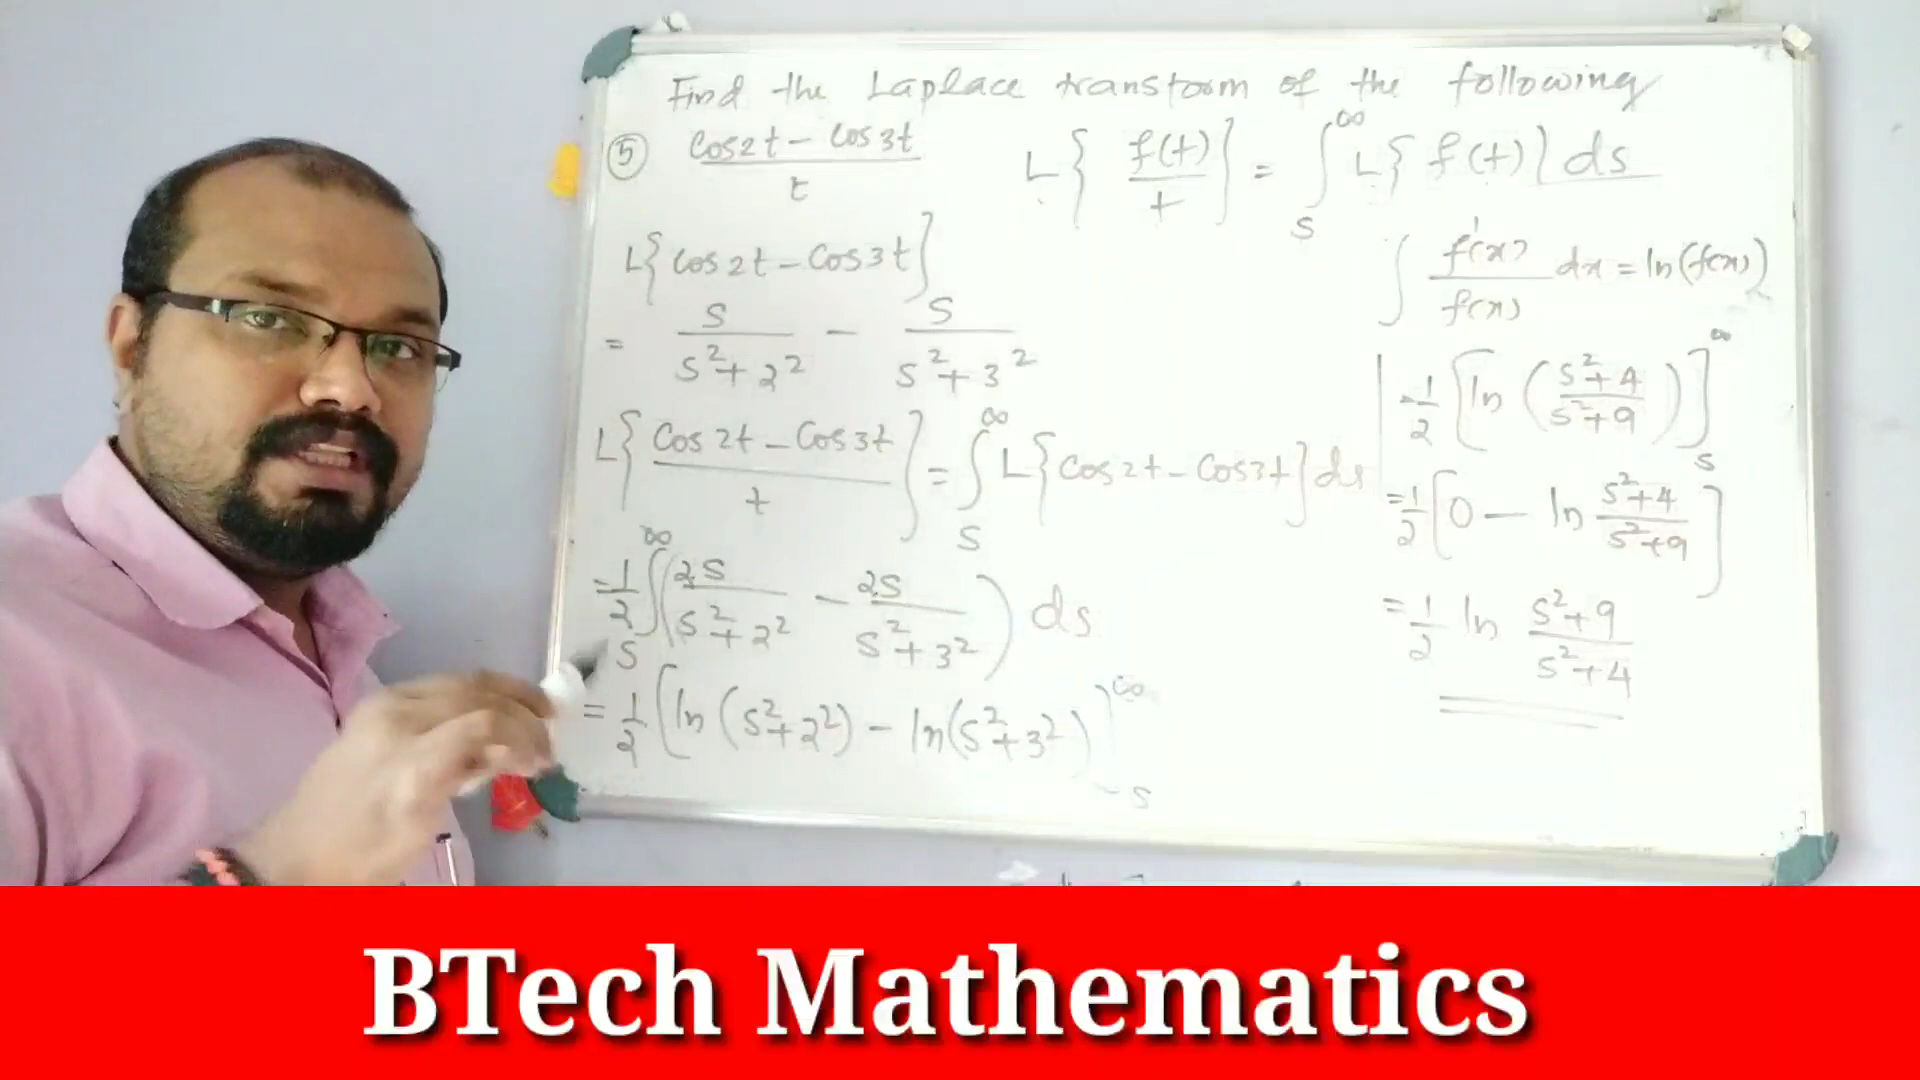 Find the Laplace transform of the following
⑤ (cos2t - cos3t)/t
L{f(t)/t} = ∫_s^∞ L{f(t)} ds
L{cos2t - cos3t}
= s/(s²+2²) - s/(s²+3²)
L{(cos2t - cos3t)/t} = ∫_s^∞ L{cos2t - cos3t} ds
= 1/2 ∫_s^∞ (2s/(s²+2²) - 2s/(s²+3²)) ds
= 1/2 [ln(s²+2²) - ln(s²+3²)]_s^∞
∫ f'(x)/f(x) dx = ln(f(x))
= 1/2 [ln((s²+4)/(s²+9))]_s^∞
= 1/2 [0 - ln (s²+4)/(s²+9)]
= 1/2 ln (s²+9)/(s²+4)
BTech Mathematics